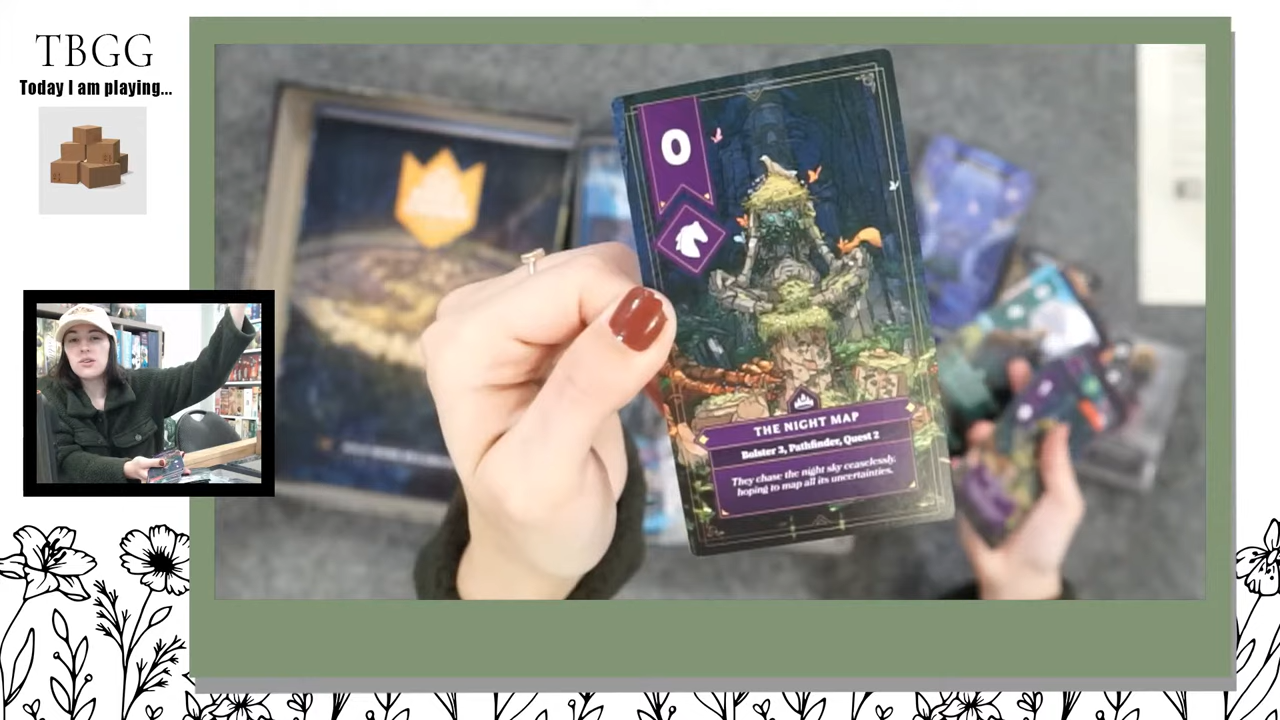 TBGG
Today I am playing...
0
THE NIGHT MAP
Bolster 3, Pathfinder, Quest 2
They chase the night sky ceaselessly,
hoping to map all its uncertainties.